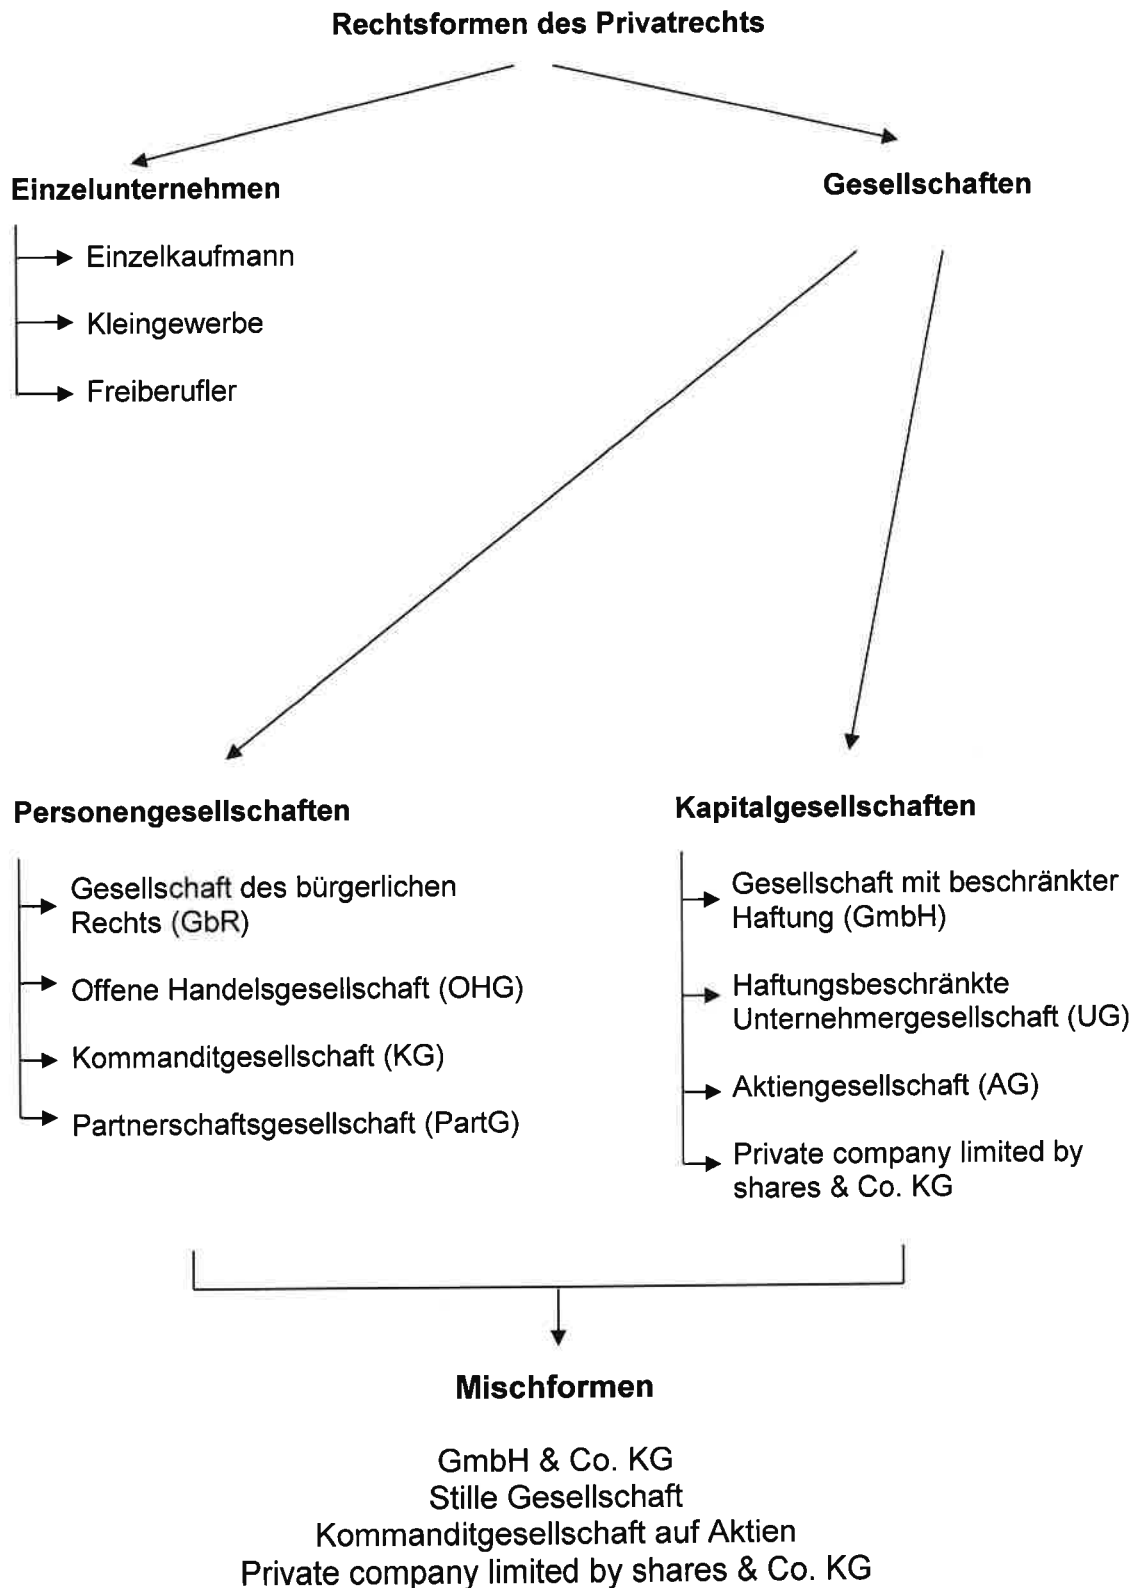 Rechtsformen des Privatrechts
Einzelunternehmen
Einzelkaufmann
Kleingewerbe
Freiberufler
Gesellschaften
Personengesellschaften
Gesellschaft des bürgerlichen
Rechts (GbR)
Offene Handelsgesellschaft (OHG)
Kommanditgesellschaft (KG)
Partnerschaftsgesellschaft (PartG)
Kapitalgesellschaften
Gesellschaft mit beschränkter
Haftung (GmbH)
Haftungsbeschränkte
Unternehmergesellschaft (UG)
Aktiengesellschaft (AG)
Private company limited by
shares & Co. KG
Mischformen
GmbH & Co. KG
Stille Gesellschaft
Kommanditgesellschaft auf Aktien
Private company limited by shares & Co. KG